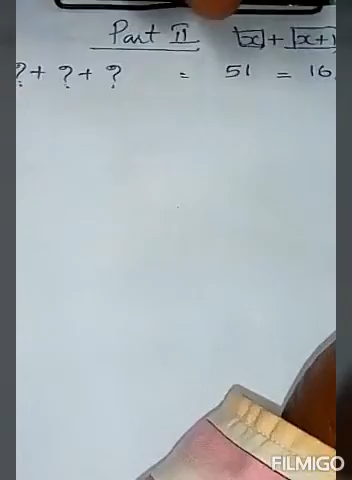 Part II [x] + [x+1
? + ? + ? = 51 = 16
FILMIGO